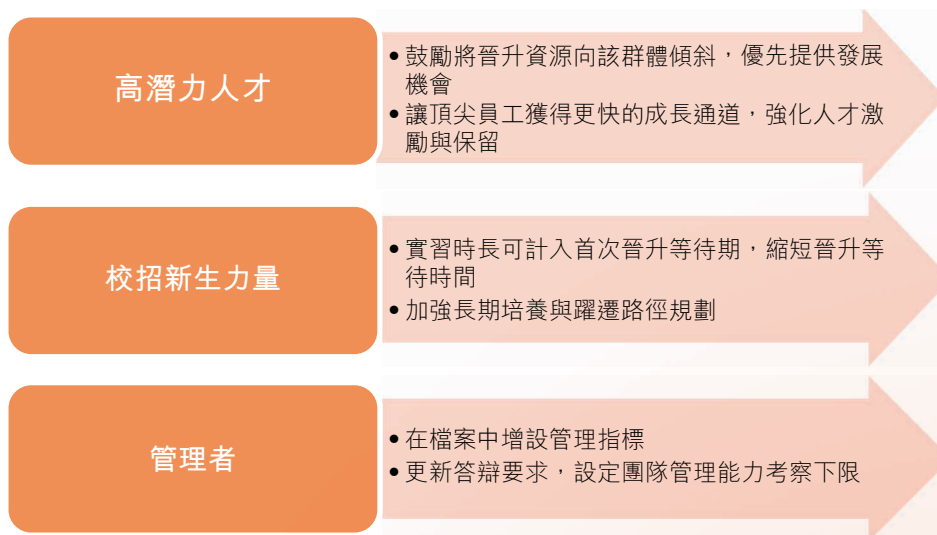 高潛力人才
•鼓勵將晉升資源向該群體傾斜，優先提供發展
機會
•讓頂尖員工獲得更快的成長通道，強化人才激
勵與保留
校招新生力量
•實習時長可計入首次晉升等待期，縮短晉升等
待時間
•加強長期培養與躍遷路徑規劃
管理者
•在檔案中增設管理指標
•更新答辯要求，設定團隊管理能力考察下限